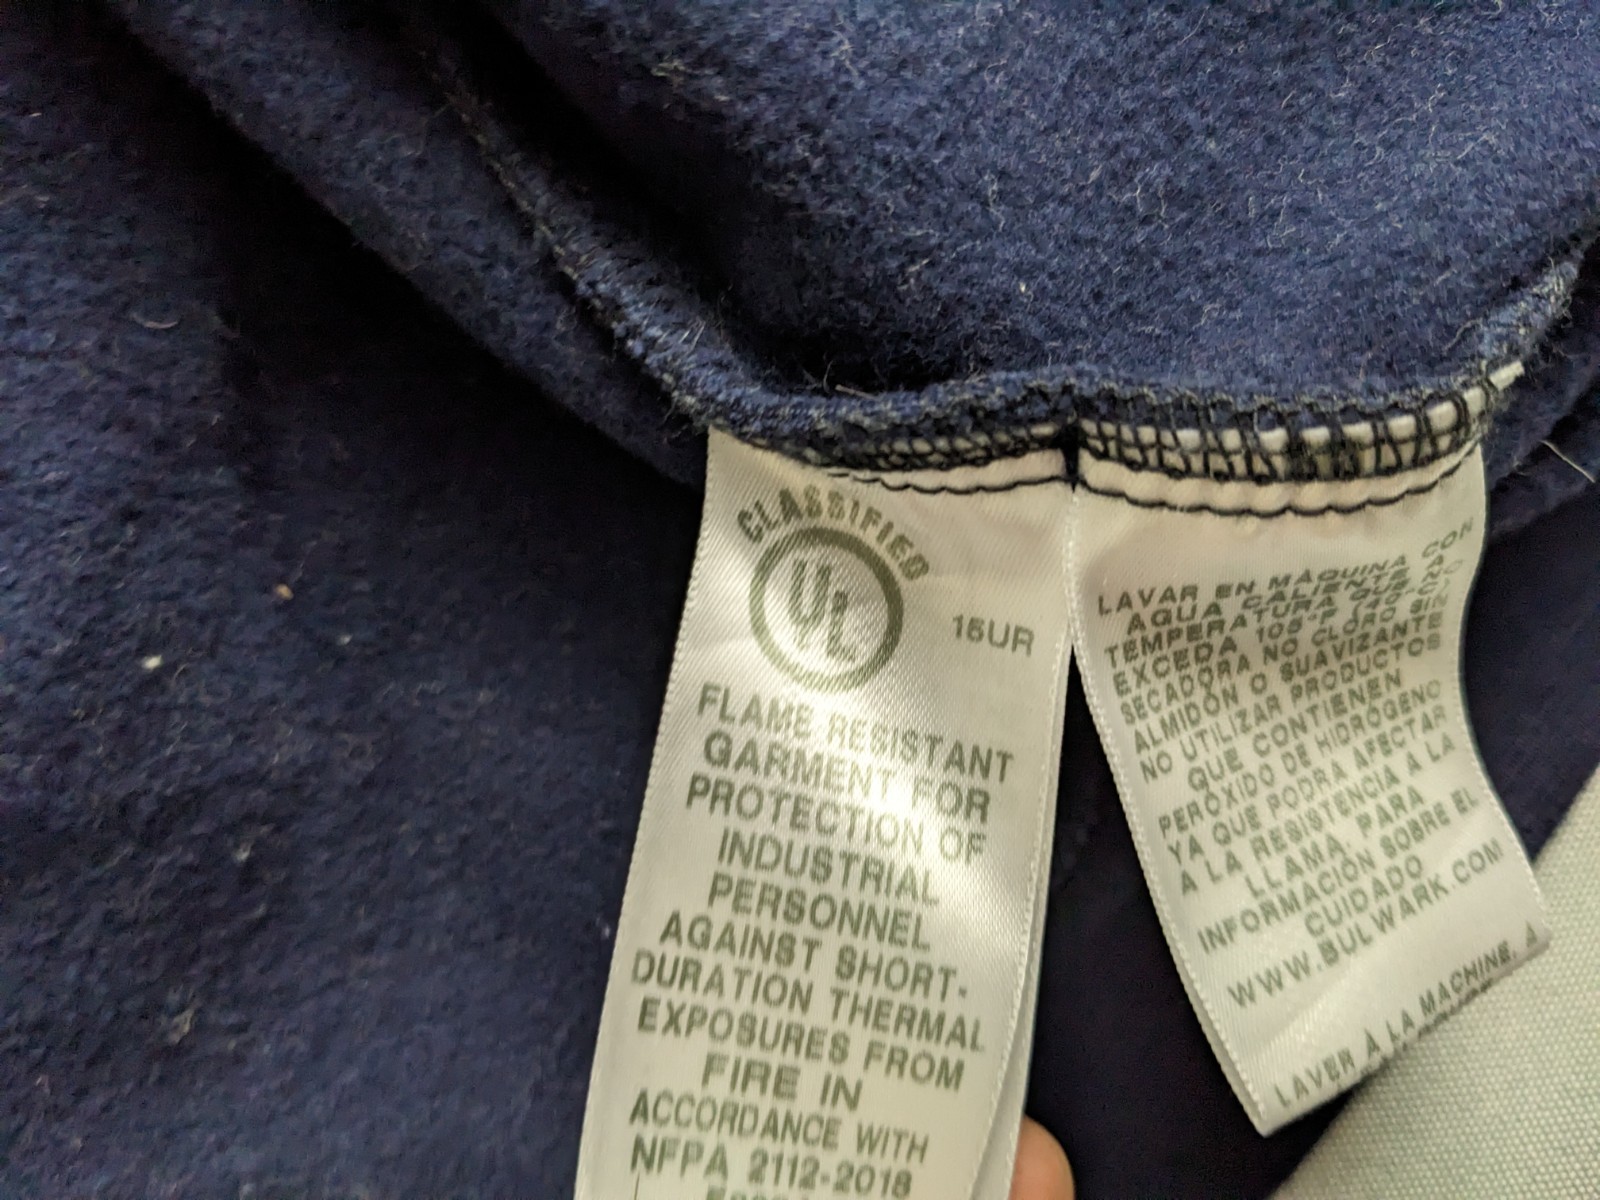 CLASSIFIED
UL
15UR
FLAME RESISTANT
GARMENT FOR
PROTECTION OF
INDUSTRIAL
PERSONNEL
AGAINST SHORT-
DURATION THERMAL
EXPOSURES FROM
FIRE IN
ACCORDANCE WITH
NFPA 2112-2018
LAVAR EN MAQUINA CON
AGUA CALIENTE
TEMPERATURA QUE NO
EXCEDA 105°F (40°C)
SECADORA NO CLORO, SIN
ALMIDÓN O SUAVIZANTE
NO UTILIZAR PRODUCTOS
QUE CONTIENEN
PERÓXIDO DE HIDRÓGENO
YA QUE PODRA AFECTAR
A LA RESISTENCIA A LA
LLAMA. PARA
INFORMACIÓN SOBRE EL
CUIDADO
WWW.BULWARK.COM
LAVER À LA MACHINE, À